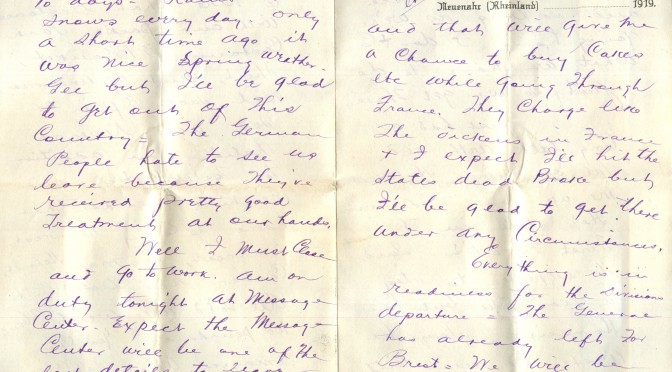 to days - Rains
Snows every day only
a short time ago it
was Nice Spring Weather.
Gee but I'll be glad
to get out of This
Country = The German
People hate to see us
leave because They've
received pretty good
Treatment at our hands.
Well I Must Close
and go to work. Am on
duty tonight at Message
Center. Expect the Message
Center will be one of The
last details to leave
Neuenahr (Rheinland) 1919.
and that will give me
a Chance to buy Cakes
etc While going Through
France. They Charge like
The dickens in France
+ I expect I'll hit the
States dead Broke but
I'll be glad to get there
under any Circumstances.
Everything is in
readiness for the Divisions
departure = The General
has already left for
Brest = We will be